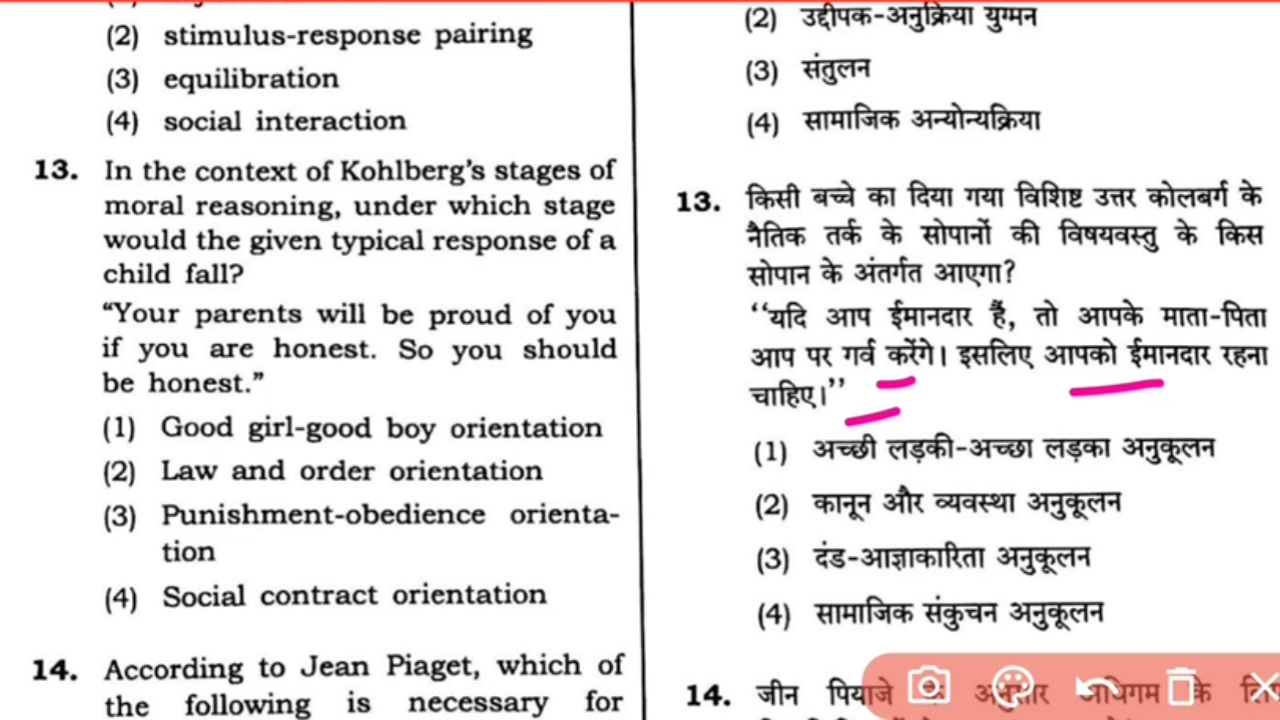 (2) stimulus-response pairing
(3) equilibration
(4) social interaction
13. In the context of Kohlberg's stages of
moral reasoning, under which stage
would the given typical response of a
child fall?
“Your parents will be proud of you
if you are honest. So you should
be honest.”
(1) Good girl-good boy orientation
(2) Law and order orientation
(3) Punishment-obedience orienta-
tion
(4) Social contract orientation
14. According to Jean Piaget, which of
the following is necessary for
(2) उद्दीपक-अनुक्रिया युग्मन
(3) संतुलन
(4) सामाजिक अन्योन्यक्रिया
13. किसी बच्चे का दिया गया विशिष्ट उत्तर कोलबर्ग के
नैतिक तर्क के सोपानों की विषयवस्तु के किस
सोपान के अंतर्गत आएगा?
‘‘यदि आप ईमानदार हैं, तो आपके माता-पिता
आप पर गर्व करेंगे। इसलिए आपको ईमानदार रहना
चाहिए।’’
(1) अच्छी लड़की-अच्छा लड़का अनुकूलन
(2) कानून और व्यवस्था अनुकूलन
(3) दंड-आज्ञाकारिता अनुकूलन
(4) सामाजिक संकुचन अनुकूलन
14. जीन पियाजे के अनुसार अधिगम के